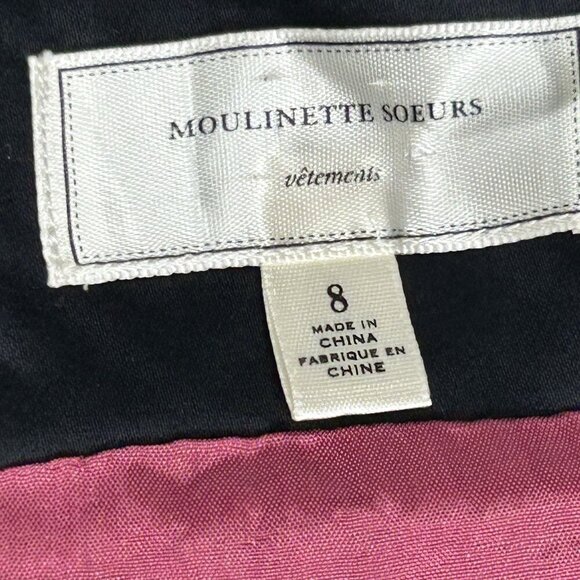 MOULINETTE SOEURS
vêtements
8
MADE IN
CHINA
FABRIQUE EN
CHINE